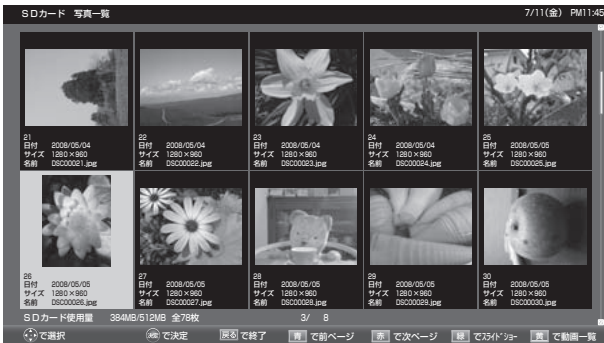 SDカード 写真一覧 7/11(金) PM11:45
21
日付 2008/05/04
サイズ 1280×960
名前 DSC00021.jpg
22
日付 2008/05/04
サイズ 1280×960
名前 DSC00022.jpg
23
日付 2008/05/04
サイズ 1280×960
名前 DSC00023.jpg
24
日付 2008/05/04
サイズ 1280×960
名前 DSC00024.jpg
25
日付 2008/05/05
サイズ 1280×960
名前 DSC00025.jpg
26
日付 2008/05/05
サイズ 1280×960
名前 DSC00026.jpg
27
日付 2008/05/05
サイズ 1280×960
名前 DSC00027.jpg
28
日付 2008/05/05
サイズ 1280×960
名前 DSC00028.jpg
29
日付 2008/05/05
サイズ 1280×960
名前 DSC00029.jpg
30
日付 2008/05/05
サイズ 1280×960
名前 DSC00030.jpg
SDカード使用量 384MB/512MB 全78枚 3/ 8
で選択 決定 で決定 戻る で終了 青 で前ページ 赤 で次ページ 緑 でスライドショー 黄 で動画一覧